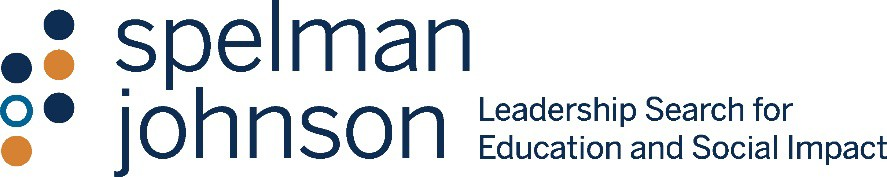 spelman
johnson
Leadership Search for
Education and Social Impact